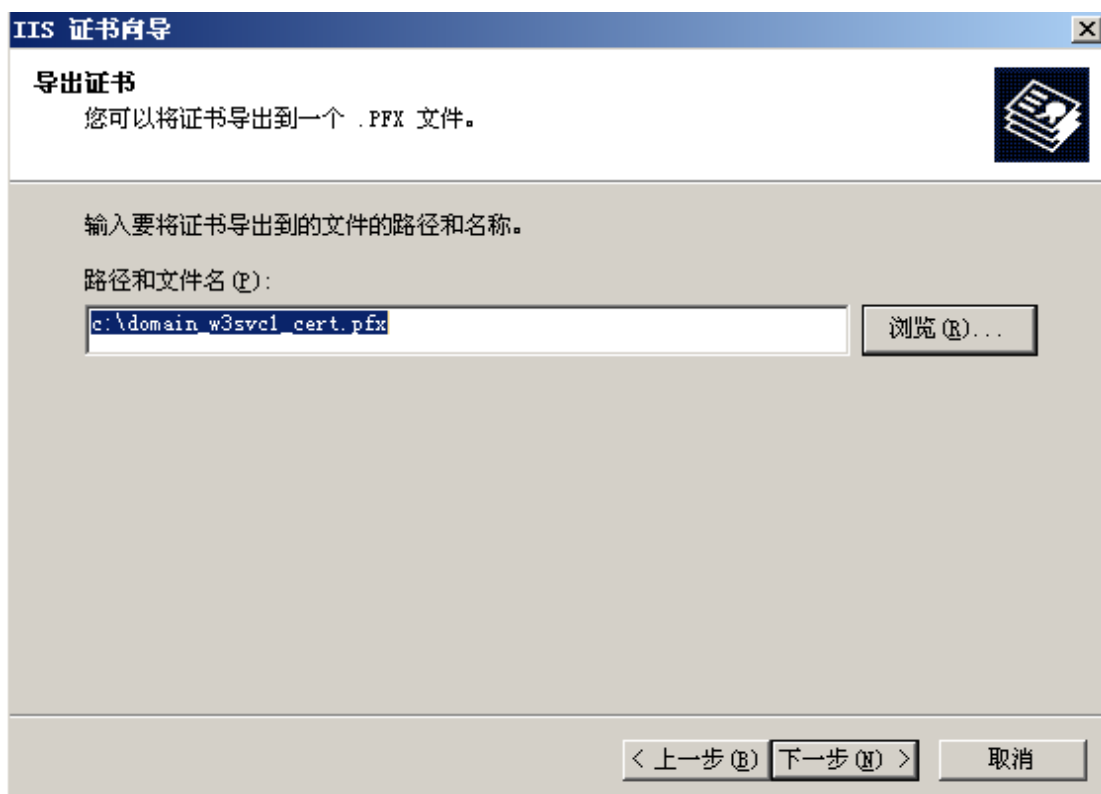 IIS 证书向导
导出证书
您可以将证书导出到一个 .PFX 文件。
输入要将证书导出到的文件的路径和名称。
路径和文件名(P):
c:\domain_w3svc1_cert.pfx
浏览(R)...
< 上一步(B)
下一步(N) >
取消